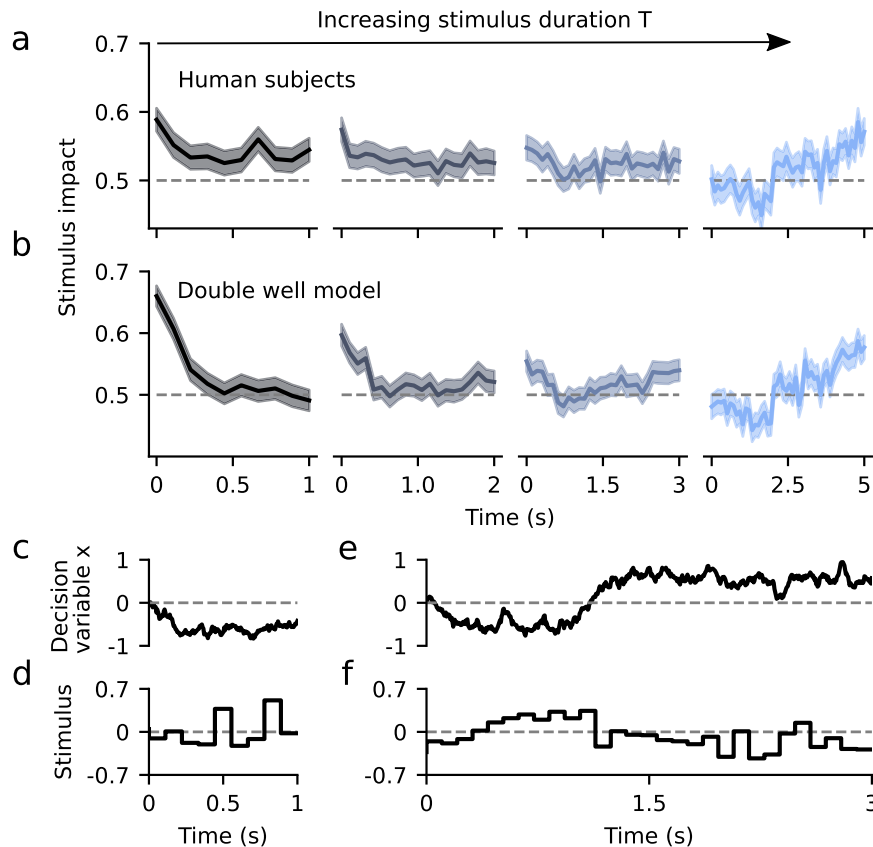 Increasing stimulus duration T
a
0.7
Human subjects
0.6
0.5
Stimulus impact
b
0.7
Double well model
0.6
0.5
0 0.5 1 0 1.0 2 0 1.5 3 0 2.5 5
Time (s)
c
1
0
-1
Decision
variable x
e
1
0
-1
d
0.7
0
-0.7
Stimulus
0 0.5 1
Time (s)
f
0.7
0
-0.7
0 1.5 3
Time (s)